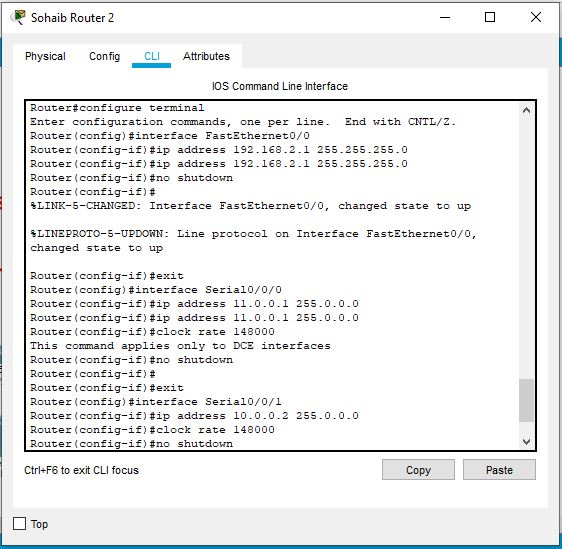 Sohaib Router 2
Physical Config CLI Attributes
IOS Command Line Interface
Router#configure terminal
Enter configuration commands, one per line.  End with CNTL/Z.
Router(config)#interface FastEthernet0/0
Router(config-if)#ip address 192.168.2.1 255.255.255.0
Router(config-if)#ip address 192.168.2.1 255.255.255.0
Router(config-if)#no shutdown
Router(config-if)#
%LINK-5-CHANGED: Interface FastEthernet0/0, changed state to up
%LINEPROTO-5-UPDOWN: Line protocol on Interface FastEthernet0/0,
changed state to up
Router(config-if)#exit
Router(config)#interface Serial0/0/0
Router(config-if)#ip address 11.0.0.1 255.0.0.0
Router(config-if)#ip address 11.0.0.1 255.0.0.0
Router(config-if)#clock rate 148000
This command applies only to DCE interfaces
Router(config-if)#no shutdown
Router(config-if)#
Router(config-if)#exit
Router(config)#interface Serial0/0/1
Router(config-if)#ip address 10.0.0.2 255.0.0.0
Router(config-if)#clock rate 148000
Router(config-if)#no shutdown
Ctrl+F6 to exit CLI focus
Copy Paste
Top